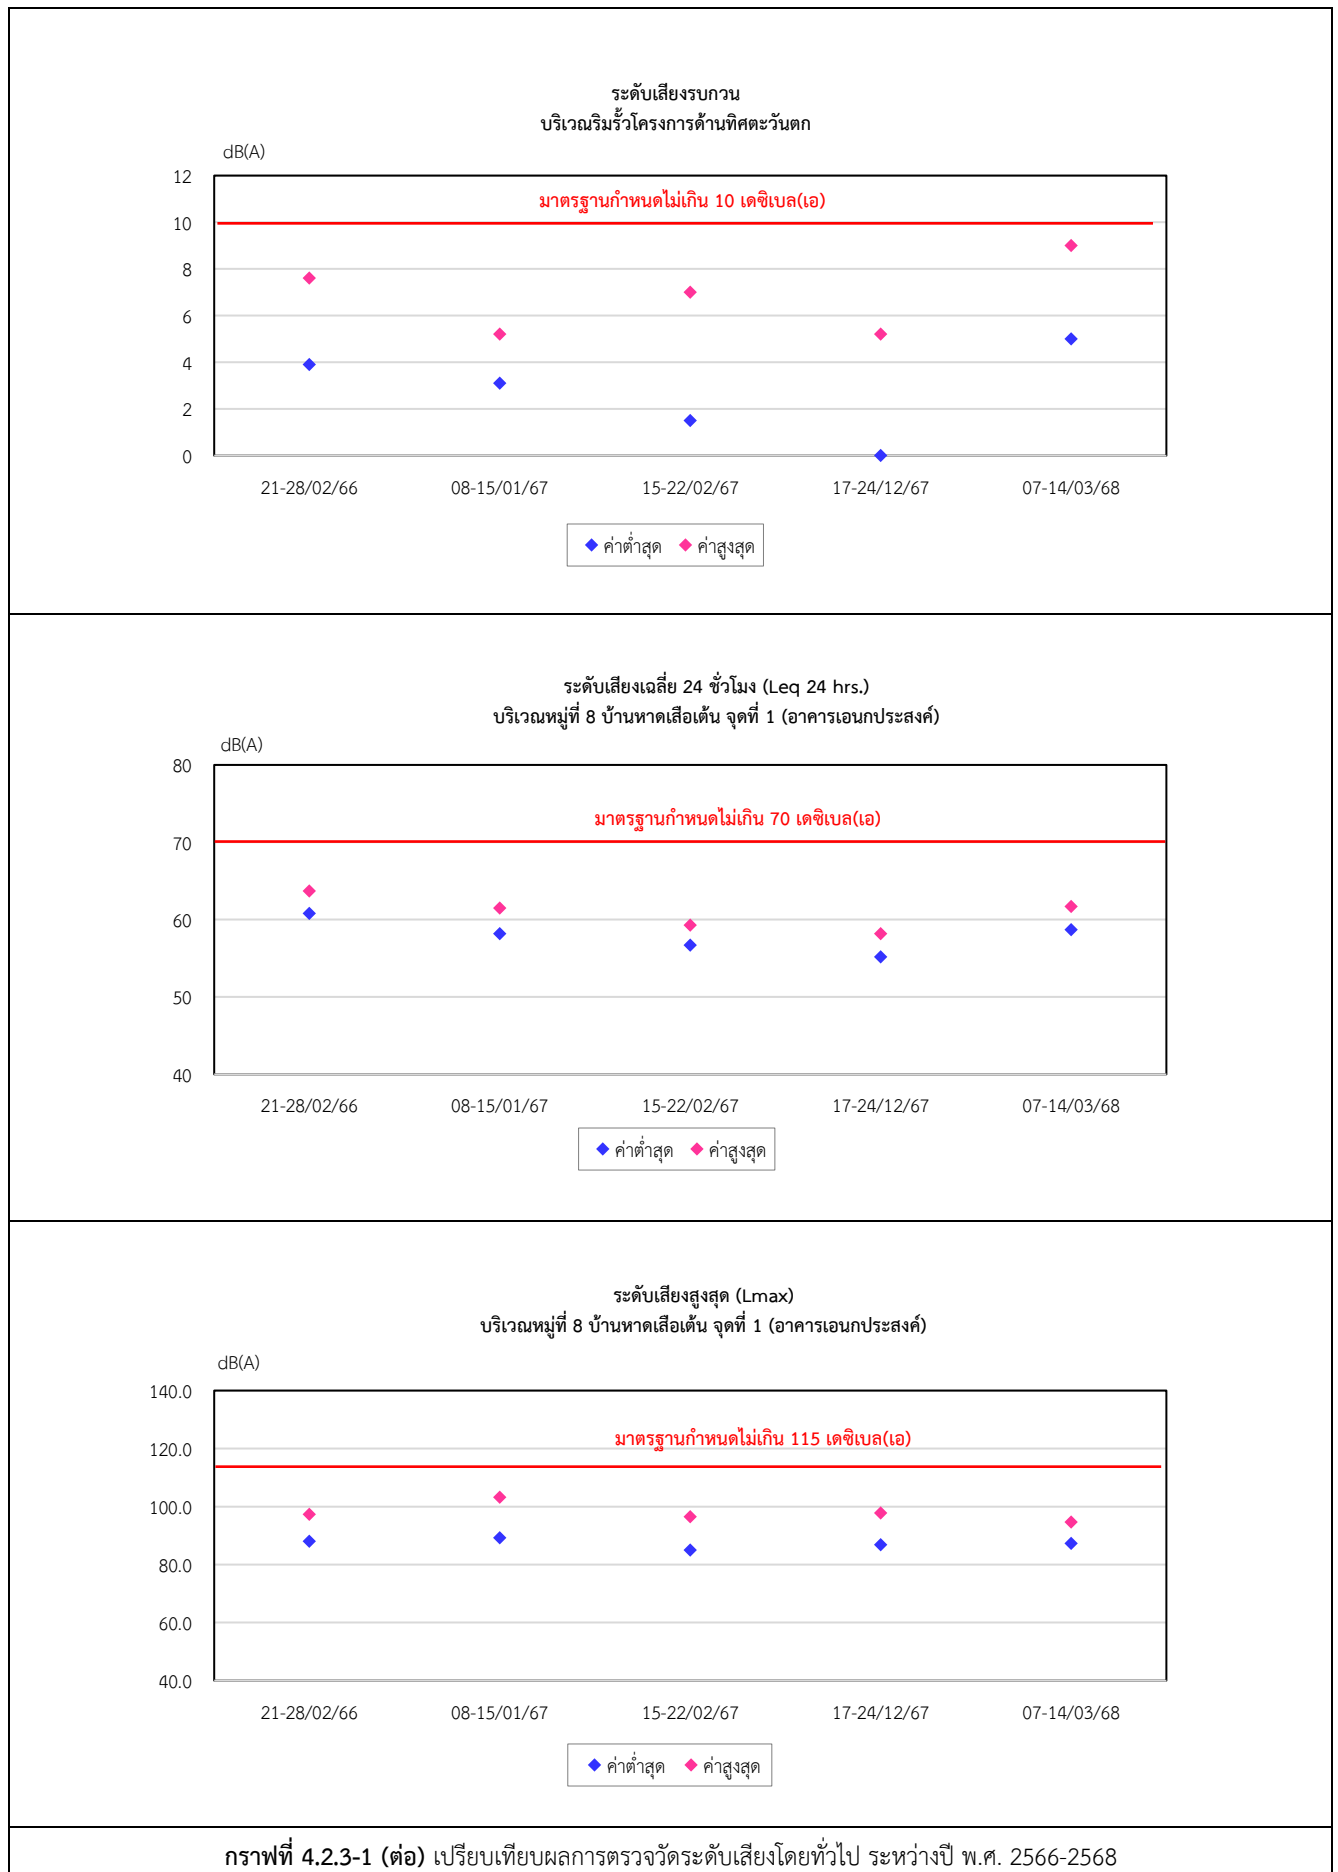 ระดับเสียงรบกวน
บริเวณริมรั้วโครงการด้านทิศตะวันตก
dB(A)
12
มาตรฐานกำหนดไม่เกิน 10 เดซิเบล(เอ)
10
8
6
4
2
0
21-28/02/66 08-15/01/67 15-22/02/67 17-24/12/67 07-14/03/68
ค่าต่ำสุด ค่าสูงสุด
ระดับเสียงเฉลี่ย 24 ชั่วโมง (Leq 24 hrs.)
บริเวณหมู่ที่ 8 บ้านหาดเสือเต้น จุดที่ 1 (อาคารเอนกประสงค์)
dB(A)
80
มาตรฐานกำหนดไม่เกิน 70 เดซิเบล(เอ)
70
60
50
40
21-28/02/66 08-15/01/67 15-22/02/67 17-24/12/67 07-14/03/68
ค่าต่ำสุด ค่าสูงสุด
ระดับเสียงสูงสุด (Lmax)
บริเวณหมู่ที่ 8 บ้านหาดเสือเต้น จุดที่ 1 (อาคารเอนกประสงค์)
dB(A)
140.0
มาตรฐานกำหนดไม่เกิน 115 เดซิเบล(เอ)
120.0
100.0
80.0
60.0
40.0
21-28/02/66 08-15/01/67 15-22/02/67 17-24/12/67 07-14/03/68
ค่าต่ำสุด ค่าสูงสุด
กราฟที่ 4.2.3-1 (ต่อ) เปรียบเทียบผลการตรวจวัดระดับเสียงโดยทั่วไป ระหว่างปี พ.ศ. 2566-2568